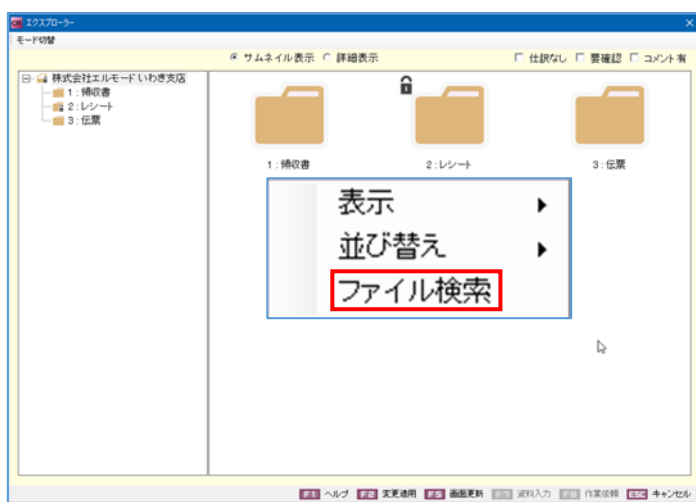 エクスプローラー
モード切替
サムネイル表示 詳細表示 仕訳なし 要確認 コメント有
株式会社エルモードいわき支店
1:領収書
2:レシート
3:伝票
1:領収書 2:レシート 3:伝票
表示
並び替え
ファイル検索
F1 ヘルプ F2 変更適用 F5 画面更新 資料入力 作業依頼 ESC キャンセル